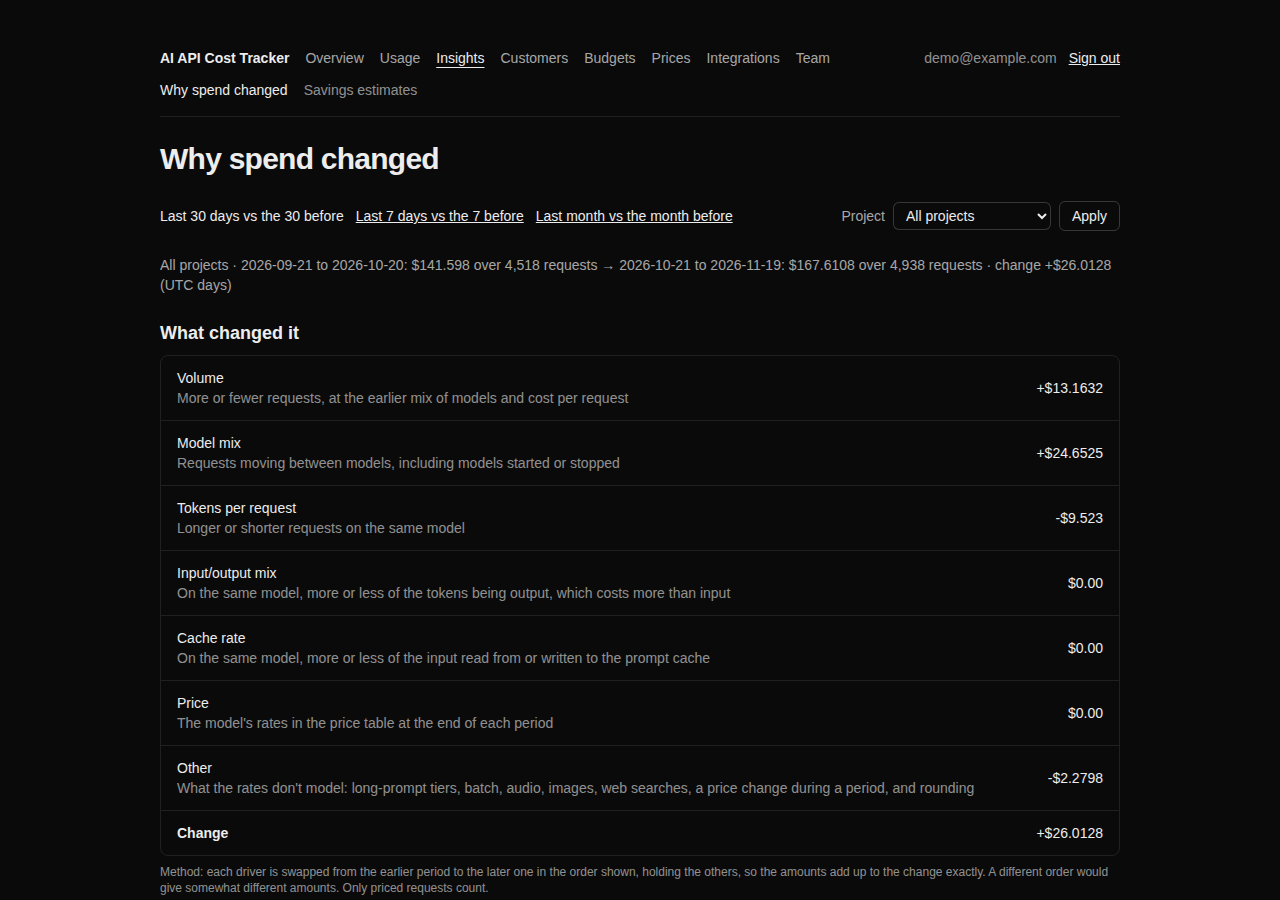 AI API Cost Tracker Overview Usage Insights Customers Budgets Prices Integrations Team demo@example.com Sign out
Why spend changed Savings estimates
Why spend changed
Last 30 days vs the 30 before Last 7 days vs the 7 before Last month vs the month before Project All projects Apply
All projects · 2026-09-21 to 2026-10-20: $141.598 over 4,518 requests → 2026-10-21 to 2026-11-19: $167.6108 over 4,938 requests · change +$26.0128
(UTC days)
What changed it
Volume
More or fewer requests, at the earlier mix of models and cost per request
+$13.1632
Model mix
Requests moving between models, including models started or stopped
+$24.6525
Tokens per request
Longer or shorter requests on the same model
-$9.523
Input/output mix
On the same model, more or less of the tokens being output, which costs more than input
$0.00
Cache rate
On the same model, more or less of the input read from or written to the prompt cache
$0.00
Price
The model's rates in the price table at the end of each period
$0.00
Other
What the rates don't model: long-prompt tiers, batch, audio, images, web searches, a price change during a period, and rounding
-$2.2798
Change +$26.0128
Method: each driver is swapped from the earlier period to the later one in the order shown, holding the others, so the amounts add up to the change exactly. A different order would
give somewhat different amounts. Only priced requests count.